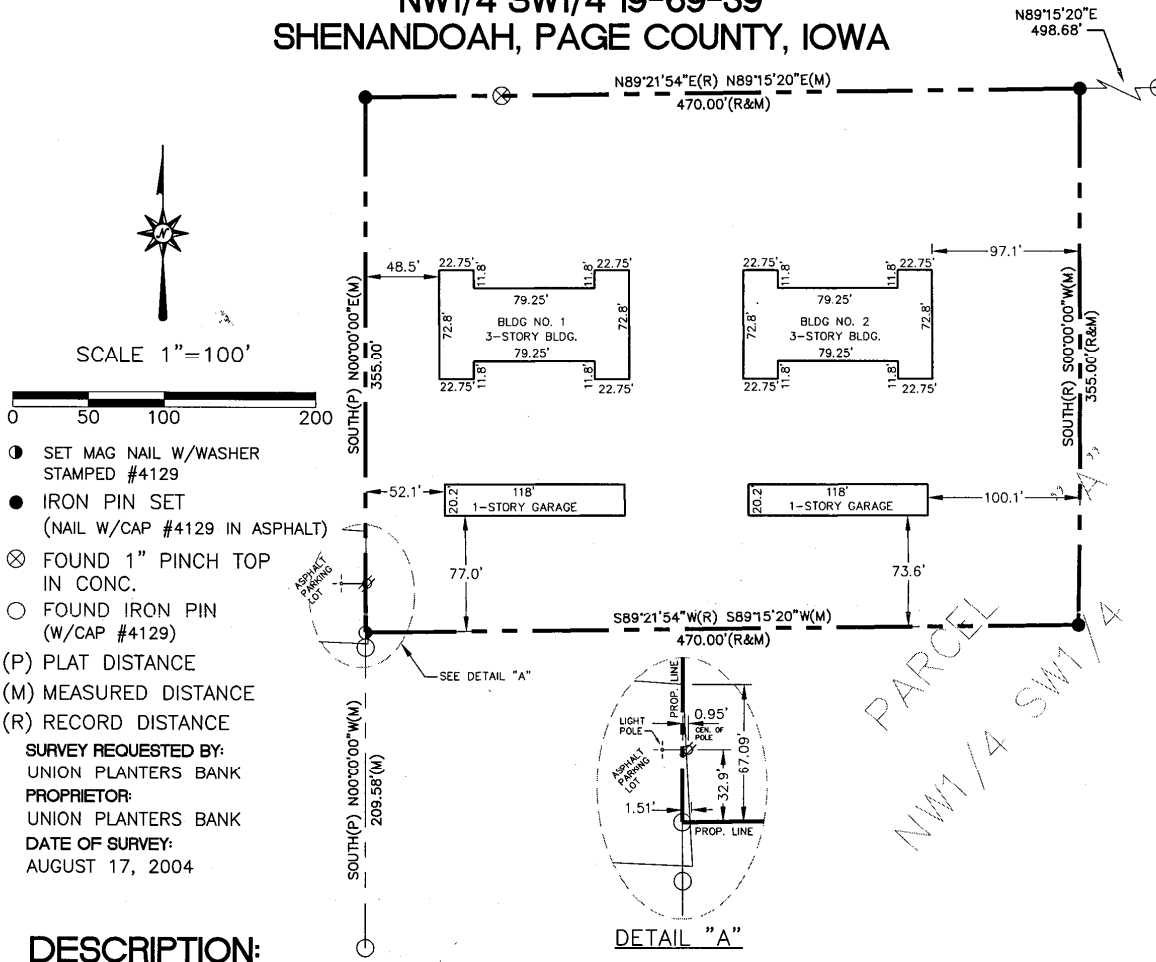 NW1/4 SW1/4 19-69-39
SHENANDOAH, PAGE COUNTY, IOWA
N89°15'20"E
498.68'
N89°21'54"E(R) N89°15'20"E(M)
470.00'(R&M)
N
SCALE 1"=100'
0 50 100 200
SET MAG NAIL W/WASHER
STAMPED #4129
IRON PIN SET
(NAIL W/CAP #4129 IN ASPHALT)
FOUND 1" PINCH TOP
IN CONC.
FOUND IRON PIN
(W/CAP #4129)
(P) PLAT DISTANCE
(M) MEASURED DISTANCE
(R) RECORD DISTANCE
SURVEY REQUESTED BY:
UNION PLANTERS BANK
PROPRIETOR:
UNION PLANTERS BANK
DATE OF SURVEY:
AUGUST 17, 2004
DESCRIPTION:
SOUTH(P) N00°00'00"E(M)
355.00'
48.5'
22.75'
11.8'
79.25'
11.8'
22.75'
72.8'
BLDG NO. 1
3-STORY BLDG.
72.8'
79.25'
22.75'
11.8'
11.8'
22.75'
22.75'
11.8'
79.25'
11.8'
22.75'
72.8'
BLDG NO. 2
3-STORY BLDG.
72.8'
79.25'
22.75'
11.8'
11.8'
22.75'
97.1'
SOUTH(R) S00°00'00"W(M)
355.00'(R&M)
52.1'
20.2'
118'
1-STORY GARAGE
77.0'
20.2'
118'
1-STORY GARAGE
100.1'
73.6'
ASPHALT
PARKING
LOT
S89°21'54"W(R) S89°15'20"W(M)
470.00'(R&M)
SEE DETAIL "A"
SOUTH(P) N00°00'00"W(M)
209.58'(M)
PROP. LINE
LIGHT
POLE
0.95'
CEN. OF
POLE
67.09'
ASPHALT
PARKING
LOT
32.9'
1.51'
PROP. LINE
DETAIL "A"
PARCEL "A"
NW1/4 SW1/4